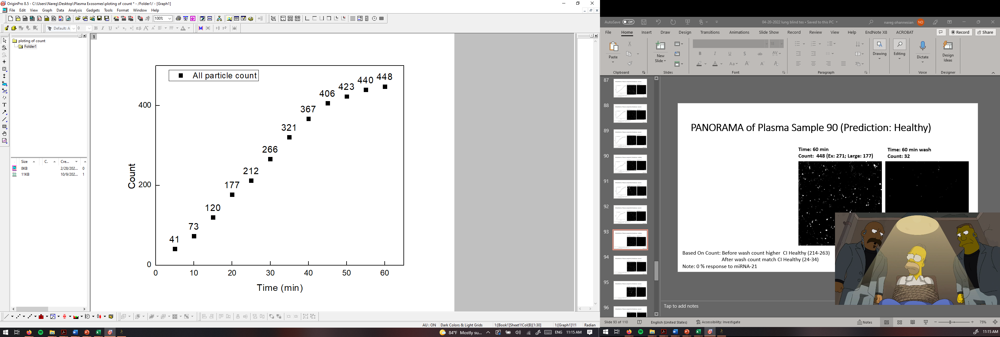 OriginPro 8.5 - C:\Users\Nareg\Desktop\Plasma Exosomes\ploting of count * - /Folder1/ - [Graph1]
File Edit View Graph Data Analysis Gadgets Tools Format Window Help
100%
Default: A 0 B I U
ploting of count
Folder1
1
Size C. Cre...
8KB 2/28/202... 0
11KB 10/9/202... 1
All particle count
Count
400
200
0
41
73
120
177
212
266
321
367
406
423
440
448
0 10 20 30 40 50 60
Time (min)
AU : ON Dark Colors & Light Grids 1:[Book1]Sheet1!Col(B)[1:30] 1:[Graph1]1!1 Radian
84°F Mostly su... ENG 11:15 AM
AutoSave Off 04-20-2022 lung blind tes • Saved to this PC nareg ohannesian NO
File Home Insert Draw Design Transitions Animations Slide Show Record Review View Help EndNote X8 ACROBAT Record Share
Paste
New Slide
18
B I U S ab AV
A Aa A A
Drawing
Editing
Dictate
Design Ideas
Clipboard Slides Font Paragraph Voice Designer
87
88
89
90
91
92
93
94
95
96
PANORAMA of Plasma Sample 90 (Prediction: Healthy)
Time: 60 min
Count: 448 (Ex: 271; Large: 177)
Time: 60 min wash
Count: 32
Based On Count: Before wash count higher CI Healthy (214-263)
After wash count match CI Healthy (24-34)
Note: 0 % response to miRNA-21
Tap to add notes
Slide 93 of 110 English (United States) Accessibility: Investigate Notes 75%
11:15 AM